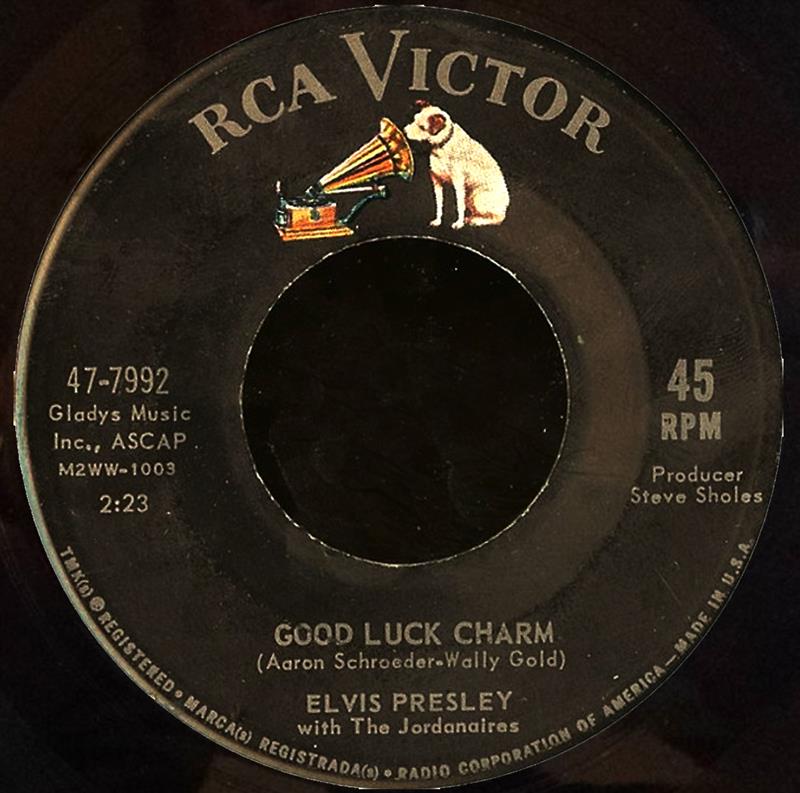 RCA VICTOR
47-7992
Gladys Music
Inc., ASCAP
M2WW-1003
2:23
45
RPM
Producer
Steve Sholes
GOOD LUCK CHARM
(Aaron Schroeder-Wally Gold)
ELVIS PRESLEY
with The Jordanaires
TMK(s) ® REGISTERED • MARCA(s) REGISTRADA(s) • RADIO CORPORATION OF AMERICA — MADE IN U.S.A.